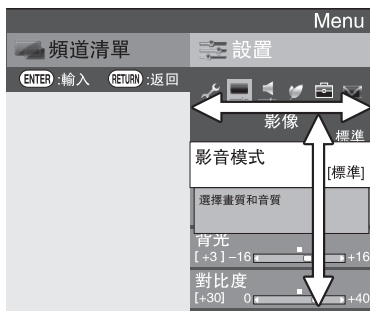 Menu
頻道清單
設置
ENTER :輸入 RETURN :返回
影像
標準
影音模式
[標準]
選擇畫質和音質
背光
[ +3 ] −16 +16
對比度
[+30] 0 +40